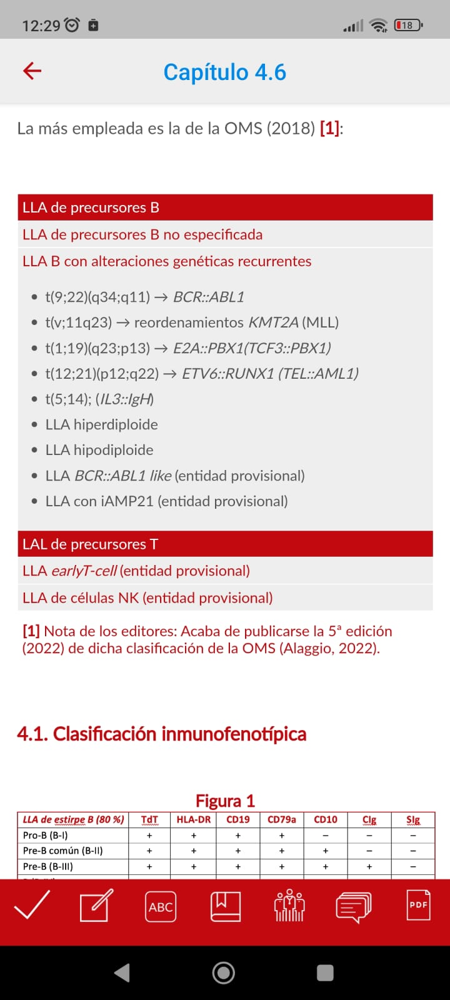 12:29
18
Capítulo 4.6
La más empleada es la de la OMS (2018) [1]:
LLA de precursores B
LLA de precursores B no especificada
LLA B con alteraciones genéticas recurrentes
• t(9;22)(q34;q11) → BCR::ABL1
• t(v;11q23) → reordenamientos KMT2A (MLL)
• t(1;19)(q23;p13) → E2A::PBX1(TCF3::PBX1)
• t(12;21)(p12;q22) → ETV6::RUNX1 (TEL::AML1)
• t(5;14); (IL3::IgH)
• LLA hiperdiploide
• LLA hipodiploide
• LLA BCR::ABL1 like (entidad provisional)
• LLA con iAMP21 (entidad provisional)
LAL de precursores T
LLA earlyT-cell (entidad provisional)
LLA de células NK (entidad provisional)
[1] Nota de los editores: Acaba de publicarse la 5ª edición
(2022) de dicha clasificación de la OMS (Alaggio, 2022).
4.1. Clasificación inmunofenotípica
Figura 1
LLA de estirpe B (80 %) TdT HLA-DR CD19 CD79a CD10 CIg SIg
Pro-B (B-I) + + + + – – –
Pre-B común (B-II) + + + + + – –
Pre-B (B-III) + + + + + + –
ABC
PDF